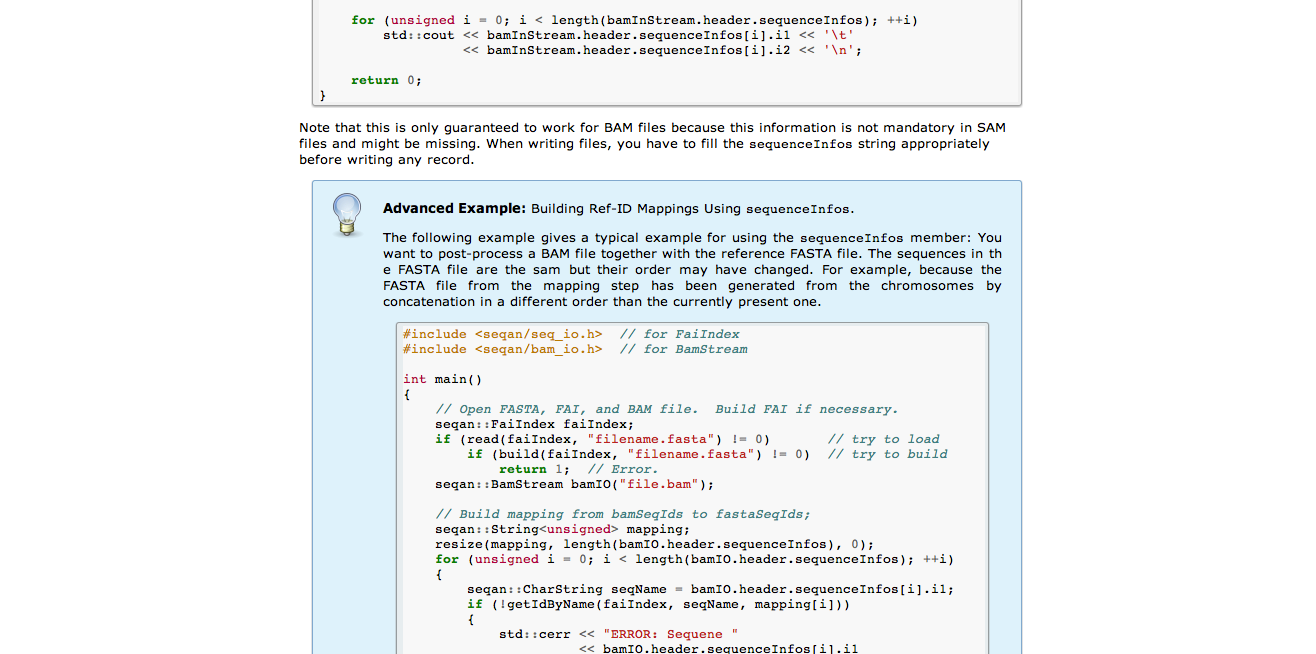 for (unsigned i = 0; i < length(bamInStream.header.sequenceInfos); ++i)
std::cout << bamInStream.header.sequenceInfos[i].i1 << '\t'
<< bamInStream.header.sequenceInfos[i].i2 << '\n';
return 0;
}
Note that this is only guaranteed to work for BAM files because this information is not mandatory in SAM
files and might be missing. When writing files, you have to fill the sequenceInfos string appropriately
before writing any record.
Advanced Example: Building Ref-ID Mappings Using sequenceInfos.
The following example gives a typical example for using the sequenceInfos member: You
want to post-process a BAM file together with the reference FASTA file. The sequences in th
e FASTA file are the sam but their order may have changed. For example, because the
FASTA file from the mapping step has been generated from the chromosomes by
concatenation in a different order than the currently present one.
#include <seqan/seq_io.h>  // for FaiIndex
#include <seqan/bam_io.h>  // for BamStream
int main()
{
// Open FASTA, FAI, and BAM file.  Build FAI if necessary.
seqan::FaiIndex faiIndex;
if (read(faiIndex, "filename.fasta") != 0)       // try to load
if (build(faiIndex, "filename.fasta") != 0)  // try to build
return 1;  // Error.
seqan::BamStream bamIO("file.bam");
// Build mapping from bamSeqIds to fastaSeqIds;
seqan::String<unsigned> mapping;
resize(mapping, length(bamIO.header.sequenceInfos), 0);
for (unsigned i = 0; i < length(bamIO.header.sequenceInfos); ++i)
{
seqan::CharString seqName = bamIO.header.sequenceInfos[i].i1;
if (!getIdByName(faiIndex, seqName, mapping[i]))
{
std::cerr << "ERROR: Sequene "
<< bamIO.header.sequenceInfos[i].i1